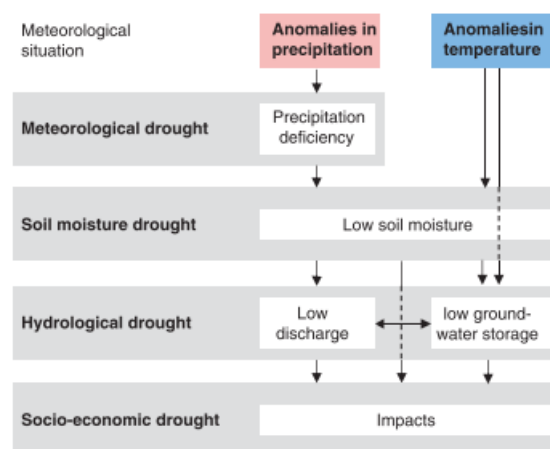 Meteorological
situation
Anomalies in
precipitation
Anomaliesin
temperature
Meteorological drought
Precipitation
deficiency
Soil moisture drought
Low soil moisture
Hydrological drought
Low
discharge
low ground-
water storage
Socio-economic drought
Impacts